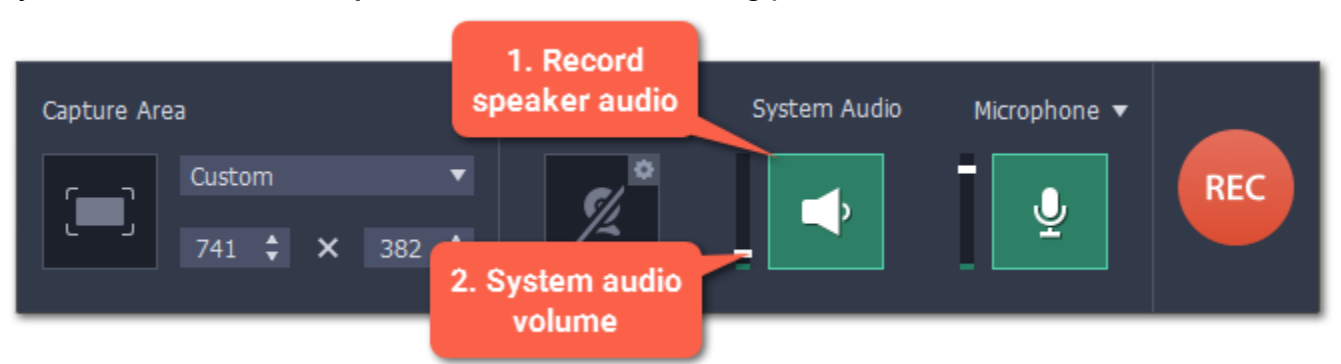 1. Record
speaker audio
Capture Area
System Audio
Microphone
Custom
REC
741
382
2. System audio
volume